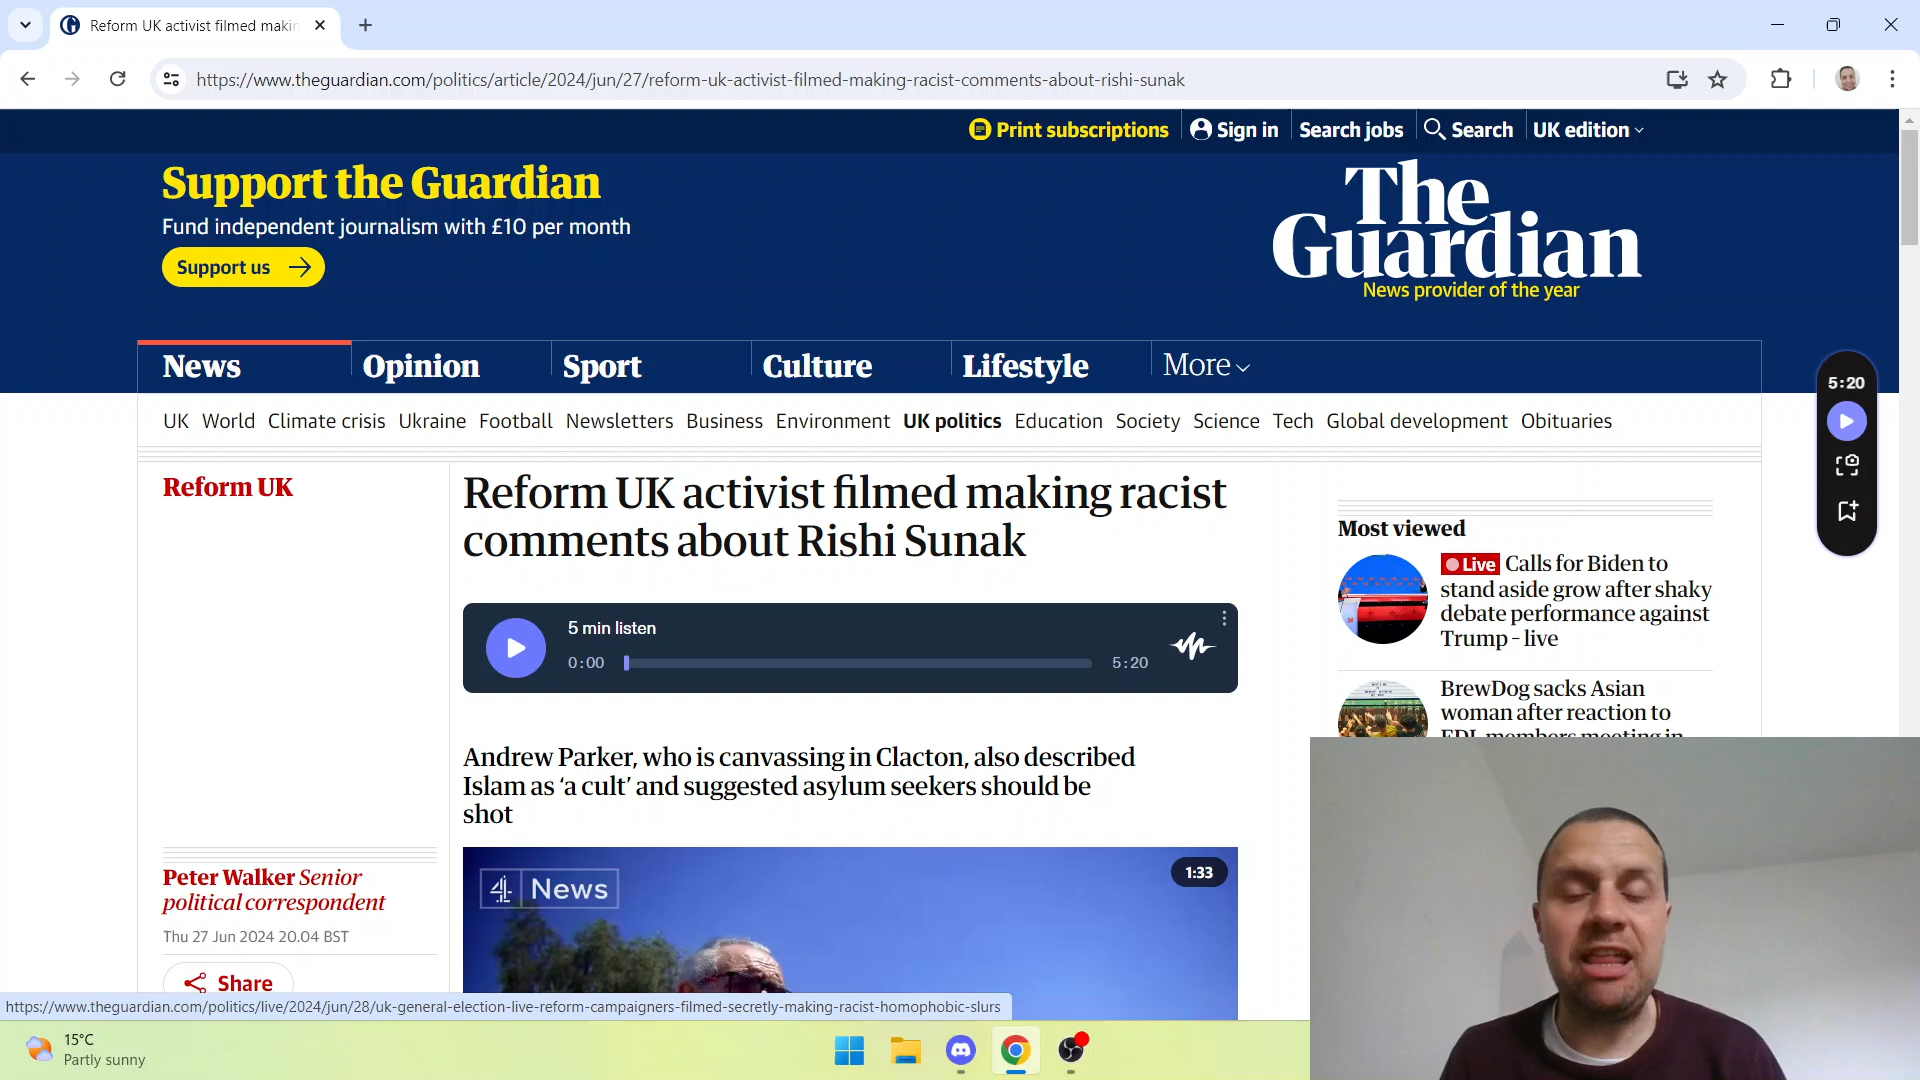 Reform UK activist filmed makin
https://www.theguardian.com/politics/article/2024/jun/27/reform-uk-activist-filmed-making-racist-comments-about-rishi-sunak
Print subscriptions Sign in Search jobs Search UK edition
Support the Guardian
Fund independent journalism with £10 per month
Support us
The
Guardian
News provider of the year
News Opinion Sport Culture Lifestyle More
UK World Climate crisis Ukraine Football Newsletters Business Environment UK politics Education Society Science Tech Global development Obituaries
5:20
Reform UK
Reform UK activist filmed making racist
comments about Rishi Sunak
5 min listen
0:00 5:20
Andrew Parker, who is canvassing in Clacton, also described
Islam as ‘a cult’ and suggested asylum seekers should be
shot
4 News
1:33
Peter Walker Senior
political correspondent
Thu 27 Jun 2024 20.04 BST
Share
Most viewed
Live Calls for Biden to
stand aside grow after shaky
debate performance against
Trump – live
BrewDog sacks Asian
woman after reaction to
EDL members meeting in
https://www.theguardian.com/politics/live/2024/jun/28/uk-general-election-live-reform-campaigners-filmed-secretly-making-racist-homophobic-slurs
15°C
Partly sunny